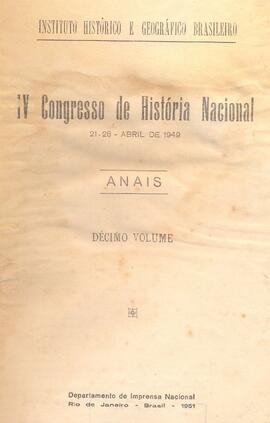 INSTITUTO HISTÓRICO E GEOGRÁFICO BRASILEIRO
IV Congresso de História Nacional
21-28 - ABRIL DE 1949
ANAIS
DÉCIMO VOLUME
Departamento de Imprensa Nacional
Rio de Janeiro - Brasil - 1951